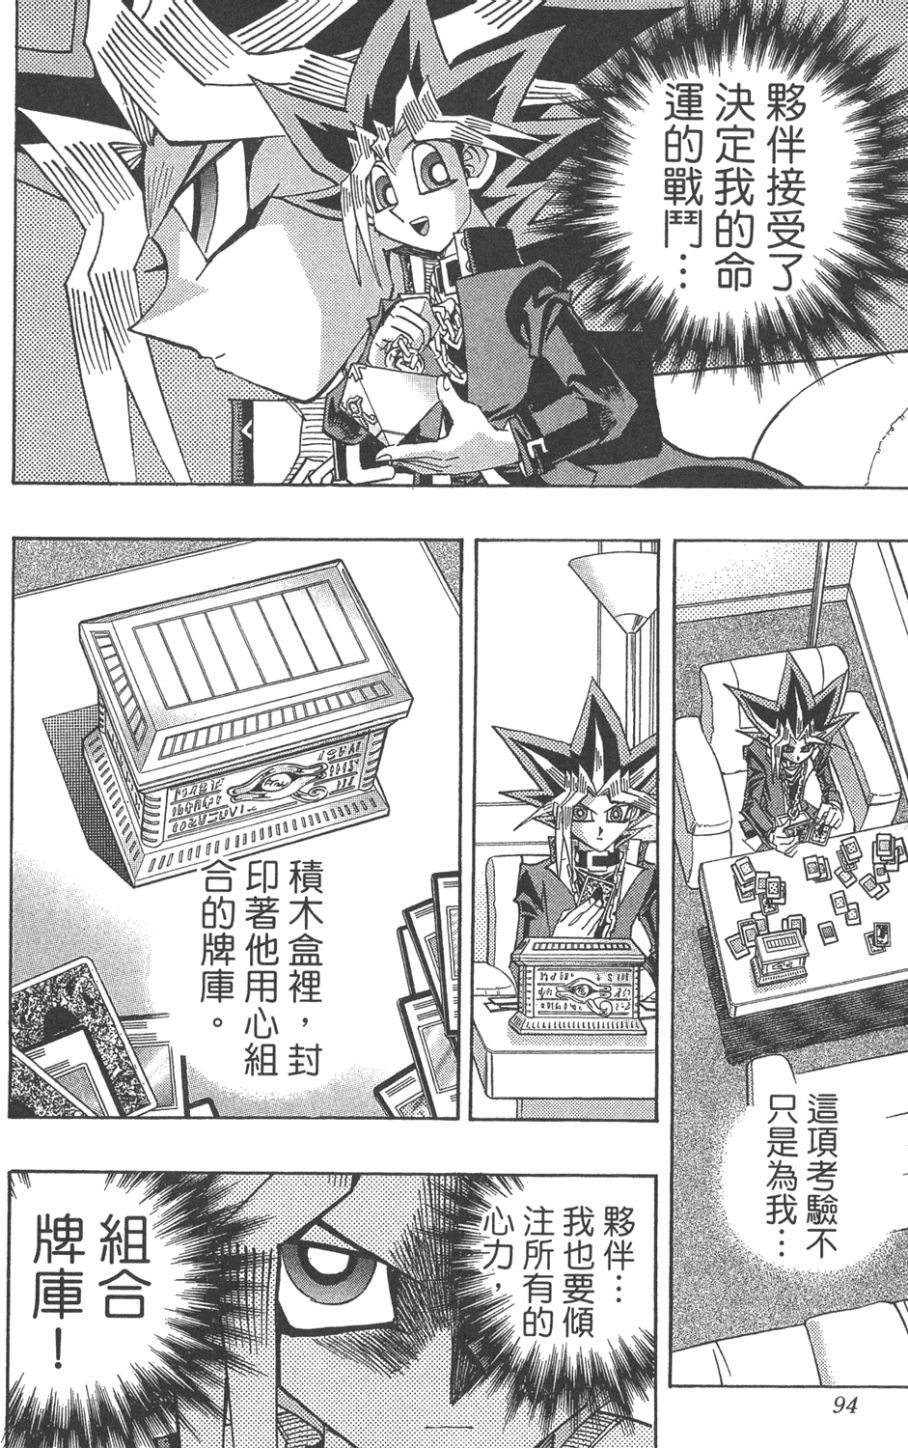 夥伴接受了
決定我的命
運的戰鬥…
這項考驗不
只是為我…
積木盒裡，封
印著他用心組
合的牌庫。
夥伴…
我也要傾
注所有的
心力，
組合
牌庫！
94